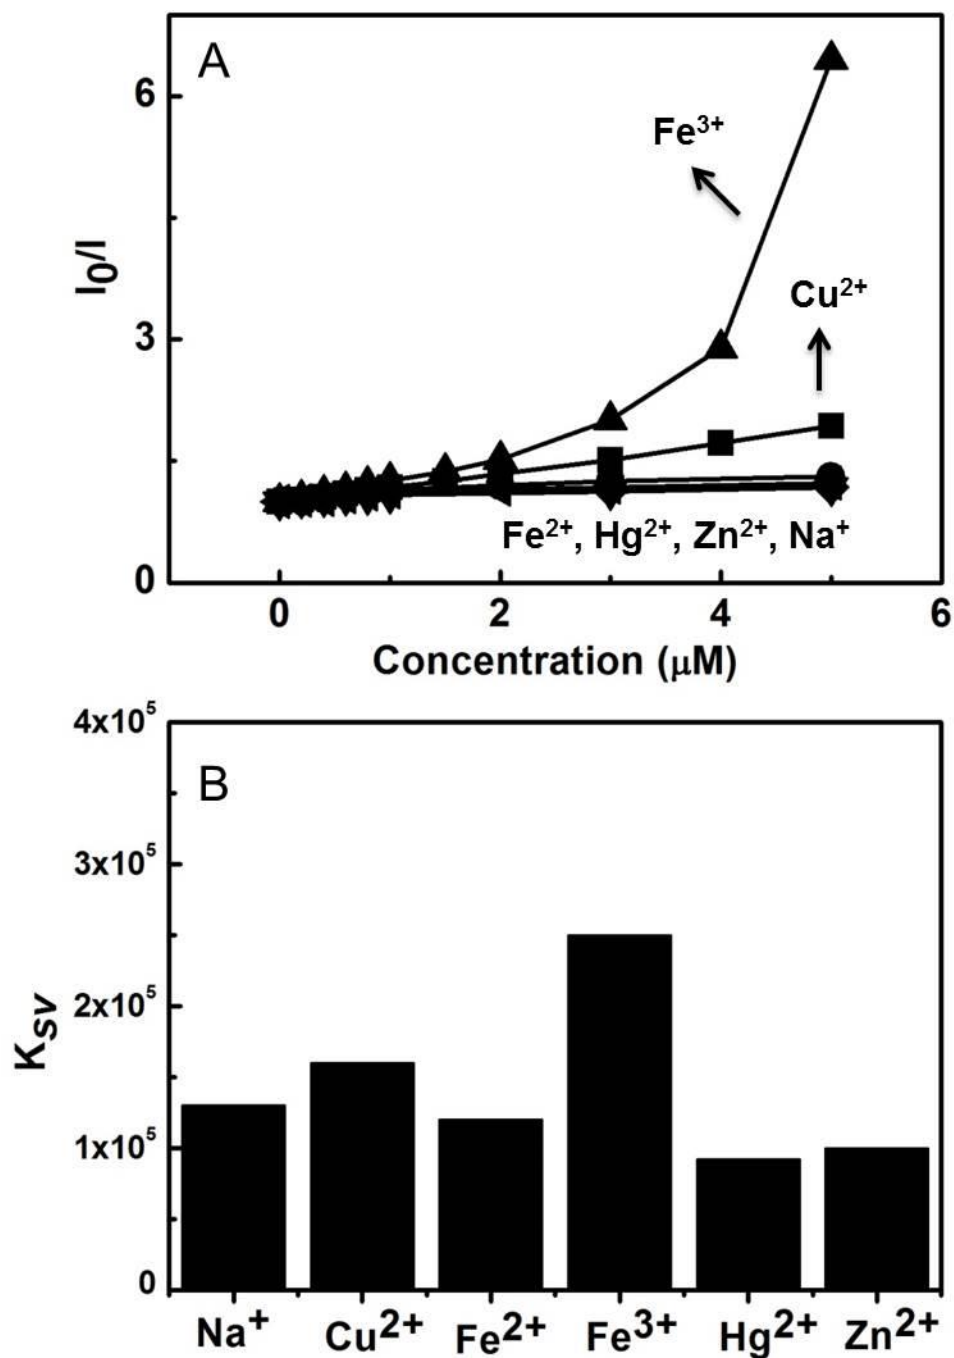 A
6
Fe³⁺
I₀/I
Cu²⁺
3
Fe²⁺, Hg²⁺, Zn²⁺, Na⁺
0
0 2 4 6
Concentration (μM)
4x10⁵
B
3x10⁵
2x10⁵
Ksv
1x10⁵
0
Na⁺ Cu²⁺ Fe²⁺ Fe³⁺ Hg²⁺ Zn²⁺